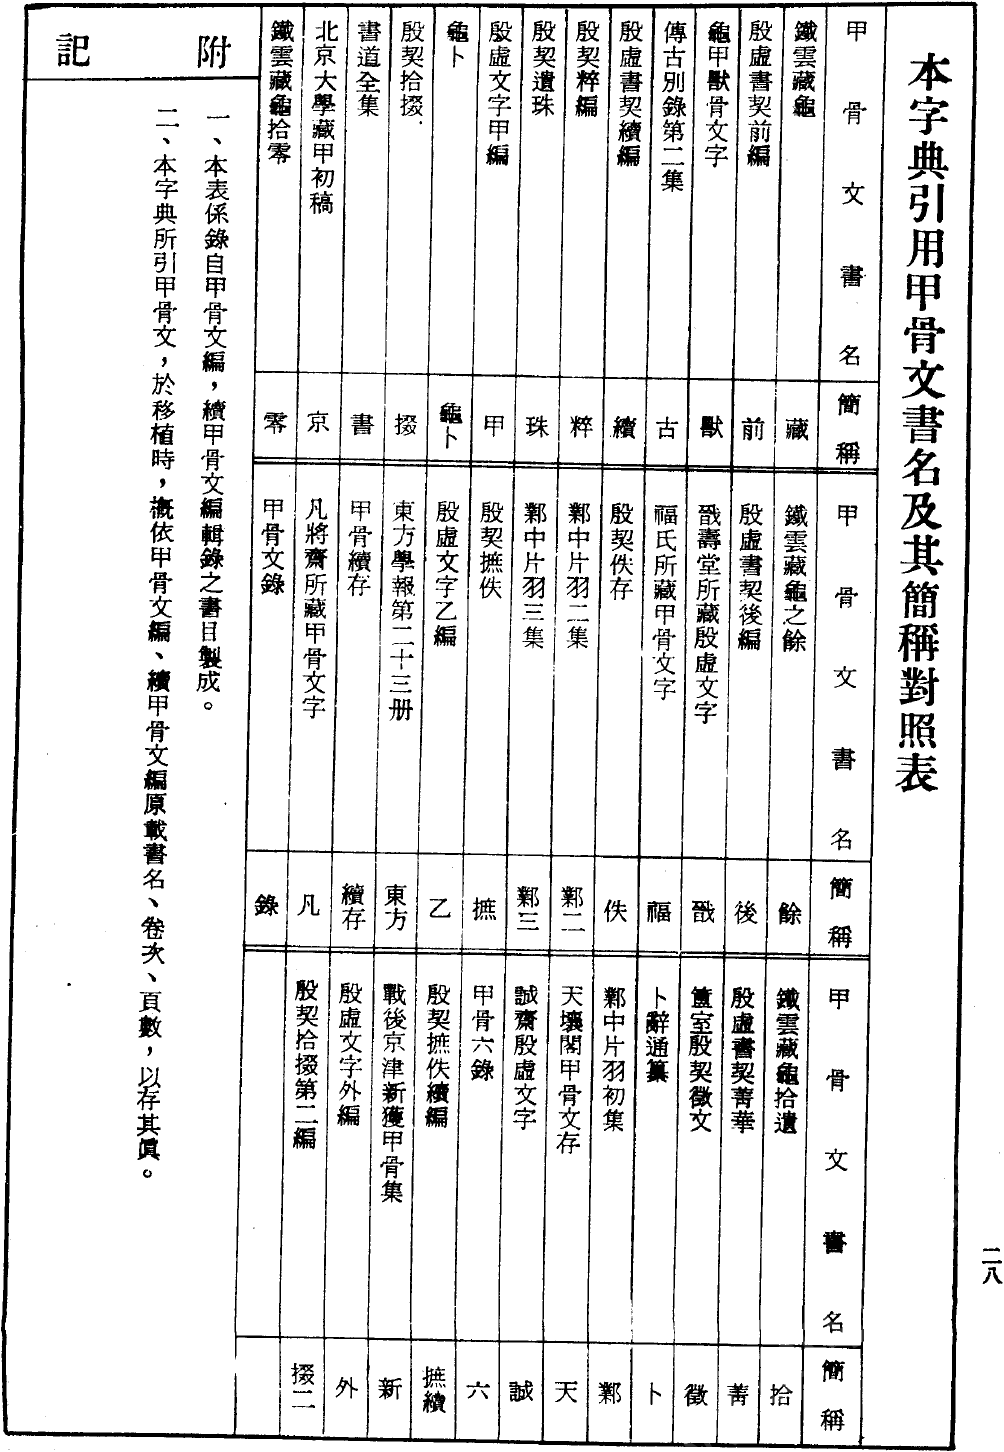 本字典引用甲骨文書名及其簡稱對照表
甲骨文書名
簡稱
甲骨文書名
簡稱
甲骨文書名
簡稱
鐵雲藏龜
藏
鐵雲藏龜之餘
餘
鐵雲藏龜拾遺
拾
殷虛書契前編
前
殷虛書契後編
後
殷虛書契菁華
菁
龜甲獸骨文字
獸
戩壽堂所藏殷虛文字
戩
簠室殷契徵文
徵
傳古別錄第二集
古
福氏所藏甲骨文字
福
卜辭通纂
卜
殷虛書契續編
續
殷契佚存
佚
鄴中片羽初集
鄴
殷契粹編
粹
鄴中片羽二集
鄴二
天壤閣甲骨文存
天
殷契遺珠
珠
鄴中片羽三集
鄴三
誠齋殷虛文字
誠
殷虛文字甲編
甲
殷契摭佚
摭
甲骨六錄
六
龜卜
龜卜
殷虛文字乙編
乙
殷契摭佚續編
摭續
殷契拾掇
掇
東方學報第二十三册
東方
戰後京津新獲甲骨集
新
書道全集
書
甲骨續存
續存
殷虛文字外編
外
北京大學藏甲初稿
京
凡將齋所藏甲骨文字
凡
殷契拾掇第二編
掇二
鐵雲藏龜拾零
零
甲骨文錄
錄
附記
一、本表係錄自甲骨文編，續甲骨文編輯錄之書目製成。
二、本字典所引甲骨文，於移植時，概依甲骨文編、續甲骨文編原載書名、卷次、頁數，以存其眞。
二八